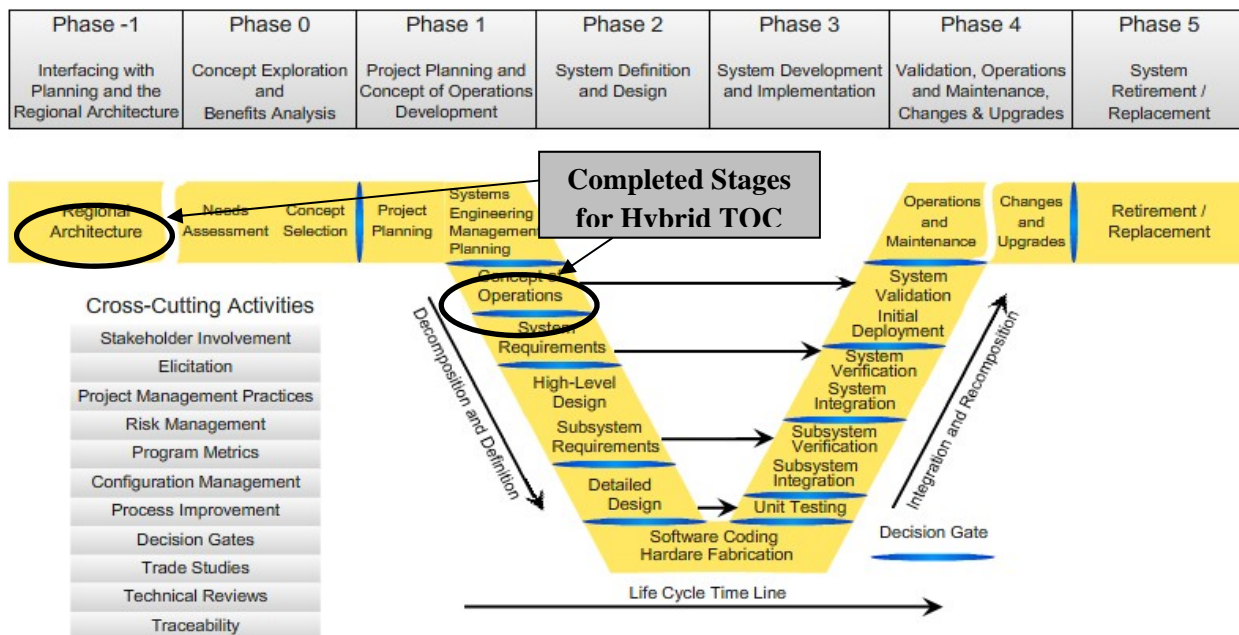 Phase -1
Interfacing with
Planning and the
Regional Architecture
Phase 0
Concept Exploration
and
Benefits Analysis
Phase 1
Project Planning and
Concept of Operations
Development
Phase 2
System Definition
and Design
Phase 3
System Development
and Implementation
Phase 4
Validation, Operations
and Maintenance,
Changes & Upgrades
Phase 5
System
Retirement /
Replacement
Completed Stages
for Hybrid TOC
Regional
Architecture
Needs
Assessment
Concept
Selection
Project
Planning
Systems
Engineering
Management
Planning
Concept of
Operations
System
Requirements
High-Level
Design
Subsystem
Requirements
Detailed
Design
Software Coding
Hardare Fabrication
Unit Testing
Subsystem
Integration
Subsystem
Verification
System
Integration
System
Verification
Initial
Deployment
System
Validation
Operations
and
Maintenance
Changes
and
Upgrades
Retirement /
Replacement
Decomposition and Definition
Integration and Recomposition
Decision Gate
Life Cycle Time Line
Cross-Cutting Activities
Stakeholder Involvement
Elicitation
Project Management Practices
Risk Management
Program Metrics
Configuration Management
Process Improvement
Decision Gates
Trade Studies
Technical Reviews
Traceability